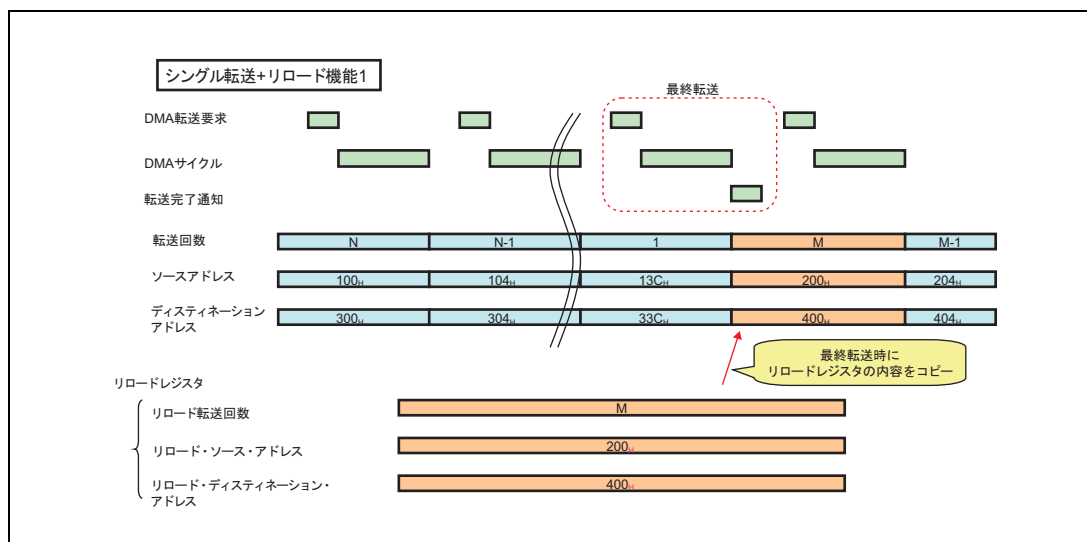 シングル転送+リロード機能1
最終転送
DMA転送要求
DMAサイクル
転送完了通知
転送回数 N N-1 1 M M-1
ソースアドレス 100H 104H 13CH 200H 204H
ディスティネーション
アドレス 300H 304H 33CH 400H 404H
最終転送時に
リロードレジスタの内容をコピー
リロードレジスタ
リロード転送回数 M
リロード・ソース・アドレス 200H
リロード・ディスティネーション・
アドレス 400H